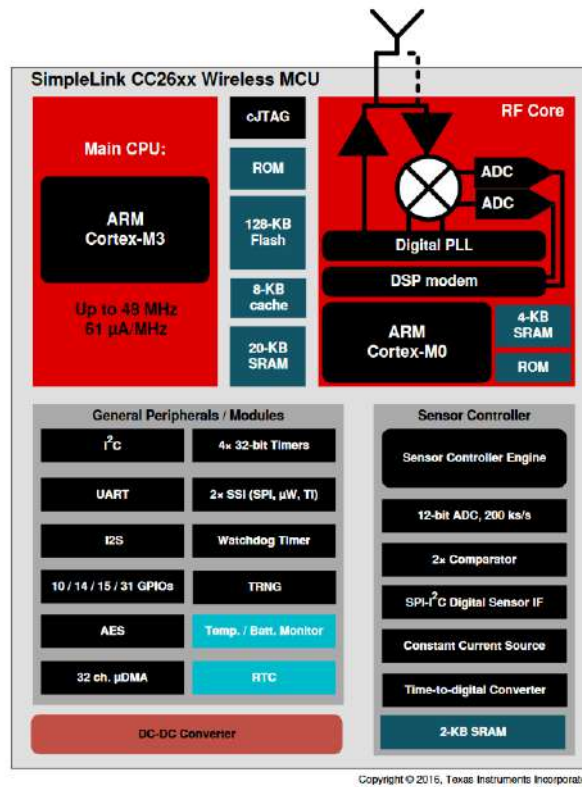 SimpleLink CC26xx Wireless MCU
Main CPU:
ARM
Cortex-M3
Up to 48 MHz
61 µA/MHz
cJTAG
ROM
128-KB
Flash
8-KB
cache
20-KB
SRAM
RF Core
ADC
ADC
Digital PLL
DSP modem
ARM
Cortex-M0
4-KB
SRAM
ROM
General Peripherals / Modules
I²C
4× 32-bit Timers
UART
2× SSI (SPI, µW, TI)
I2S
Watchdog Timer
10 / 14 / 15 / 31 GPIOs
TRNG
AES
Temp. / Batt. Monitor
32 ch. µDMA
RTC
DC-DC Converter
Sensor Controller
Sensor Controller Engine
12-bit ADC, 200 ks/s
2× Comparator
SPI-I²C Digital Sensor IF
Constant Current Source
Time-to-digital Converter
2-KB SRAM
Copyright © 2016, Texas Instruments Incorporate